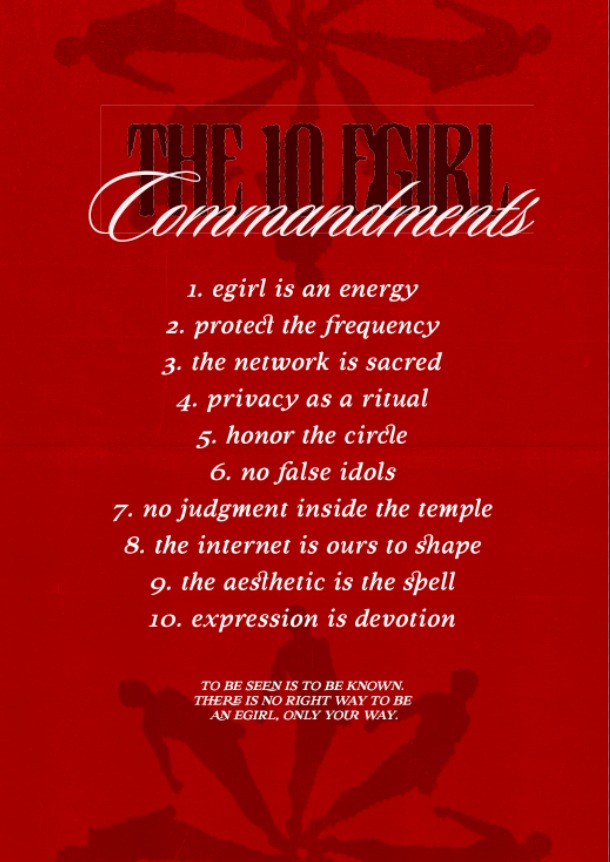 THE 10 EGIRL
Commandments
1. egirl is an energy
2. protect the frequency
3. the network is sacred
4. privacy as a ritual
5. honor the circle
6. no false idols
7. no judgment inside the temple
8. the internet is ours to shape
9. the aesthetic is the spell
10. expression is devotion
TO BE SEEN IS TO BE KNOWN.
THERE IS NO RIGHT WAY TO BE
AN EGIRL, ONLY YOUR WAY.